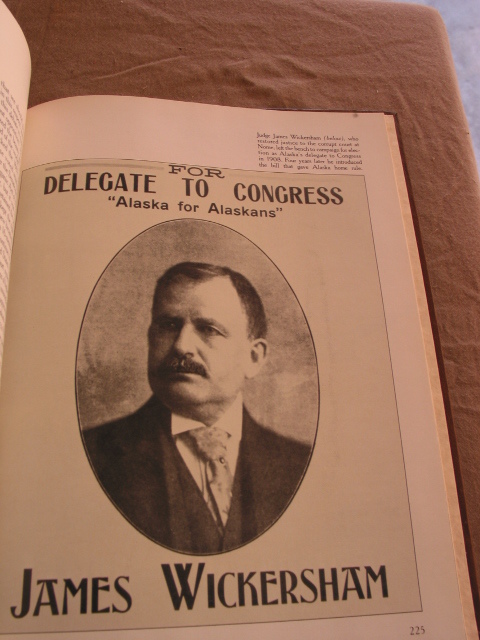 Judge James Wickersham (below), who
restored justice to the corrupt court at
Nome, left the bench to campaign for elec-
tion as Alaska's delegate to Congress
in 1908. Four years later he introduced
the bill that gave Alaska home rule.
FOR
DELEGATE TO CONGRESS
"Alaska for Alaskans"
JAMES WICKERSHAM
225